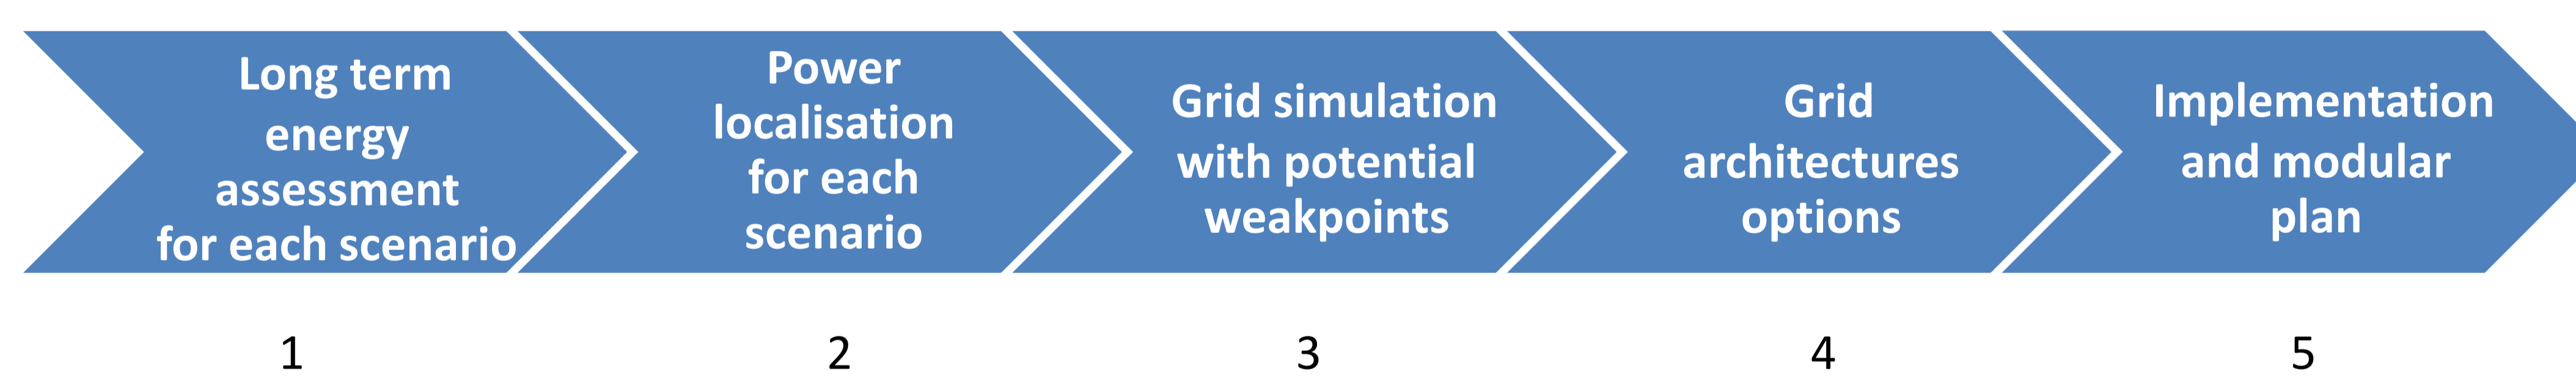 Long term
energy
assessment
for each scenario
Power
localisation
for each
scenario
Grid simulation
with potential
weakpoints
Grid
architectures
options
Implementation
and modular
plan
1
2
3
4
5